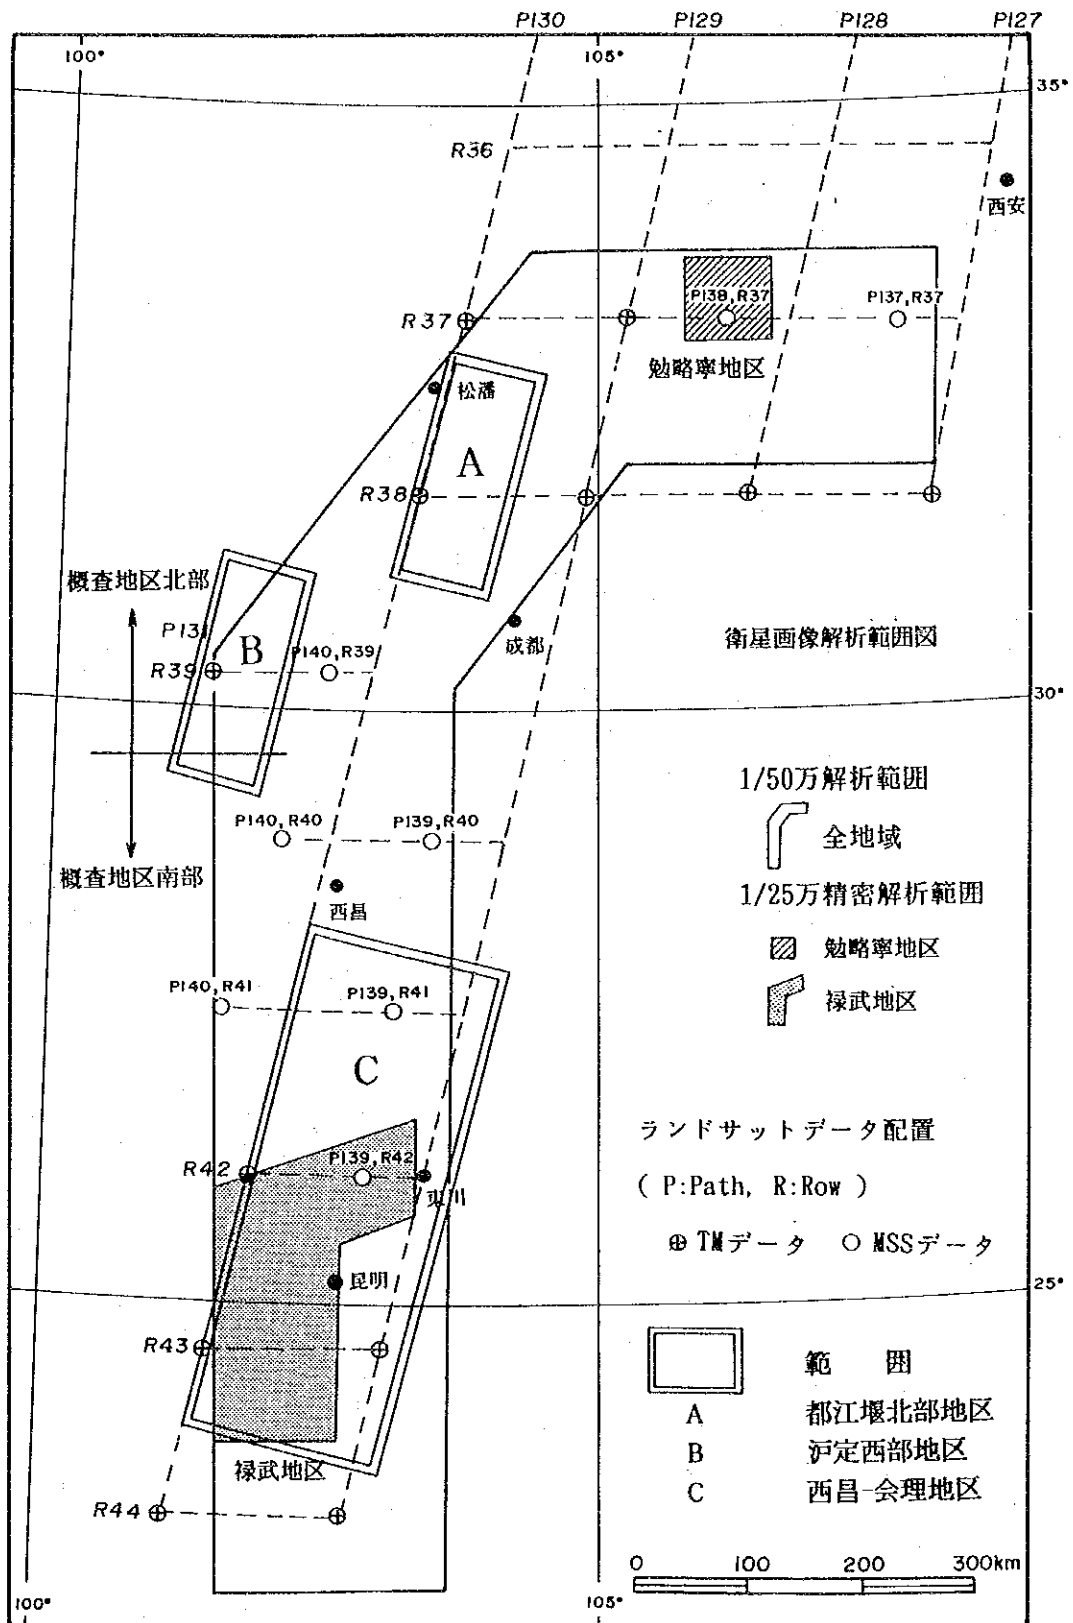 P130
P129
P128
P127
100°
105°
35°
R36
西安
P138,R37
P137,R37
R37
勉略寧地区
松潘
A
R38
概査地区北部
P131
B
P140,R39
成都
衛星画像解析範囲図
R39
30°
1/50万解析範囲
P140,R40
P139,R40
全地域
概査地区南部
1/25万精密解析範囲
西昌
勉略寧地区
P140,R41
P139,R41
禄武地区
C
ランドサットデータ配置
R42
P139,R42
東川
( P:Path, R:Row )
⊕ TMデータ ○ MSSデータ
昆明
25°
R43
範 囲
A 都江堰北部地区
禄武地区
B 沪定西部地区
R44
C 西昌-会理地区
0 100 200 300km
100°
105°